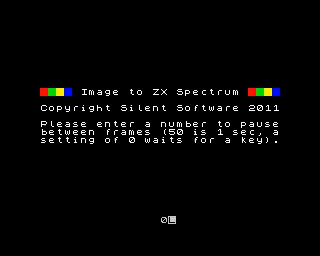 Image to ZX Spectrum
Copyright Silent Software 2011
Please enter a number to pause
between frames (50 is 1 sec, a
setting of 0 waits for a key).
0L